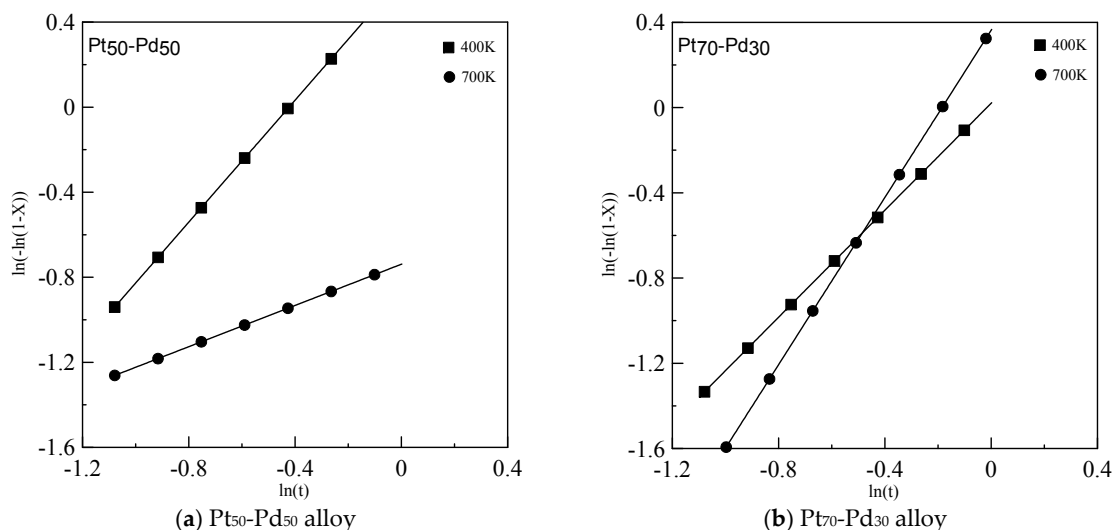 Pt50-Pd50
400K
700K
ln(-ln(1-X))
0.4
0
-0.4
-0.8
-1.2
-1.6
-1.2
-0.8
-0.4
0
0.4
ln(t)
(a) Pt50-Pd50 alloy
Pt70-Pd30
400K
700K
ln(-ln(1-X))
0.4
0
-0.4
-0.8
-1.2
-1.6
-1.2
-0.8
-0.4
0
0.4
ln(t)
(b) Pt70-Pd30 alloy